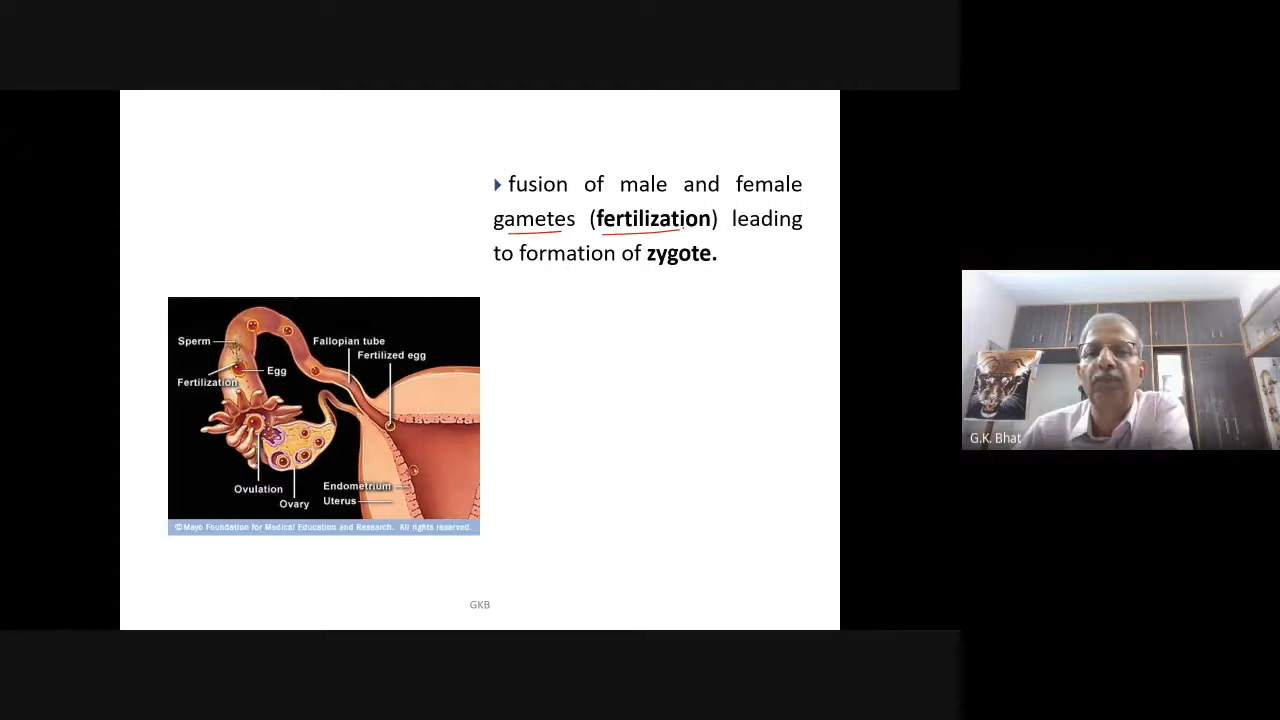 fusion of male and female
gametes (fertilization) leading
to formation of zygote.
Sperm
Fallopian tube
Fertilized egg
Egg
Fertilization
Ovulation
Ovary
Endometrium
Uterus
©Mayo Foundation for Medical Education and Research. All rights reserved.
GKB
G.K. Bhat